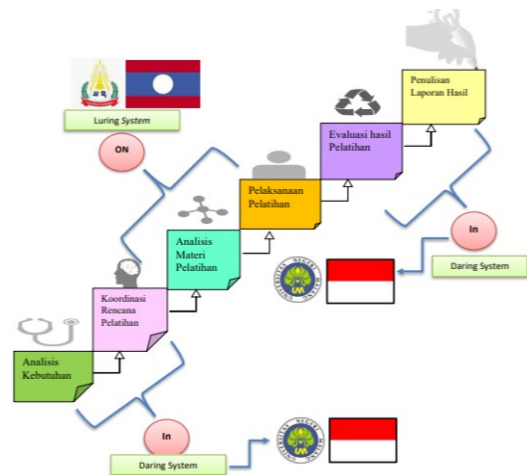 Penulisan
Laporan Hasil
Luring System
ON
Evaluasi hasil
Pelatihan
Pelaksanaan
Pelatihan
In
Daring System
Analisis
Materi
Pelatihan
Koordinasi
Rencana
Pelatihan
Analisis
Kebutuhan
In
Daring System